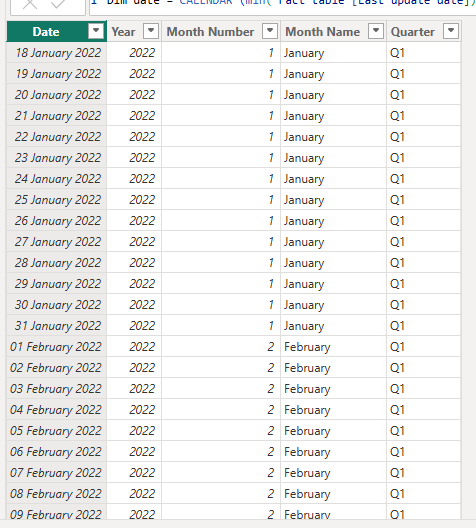 1 Dim date = CALENDAR (min( 'Fact table'[Last update date])
Date Year Month Number Month Name Quarter
18 January 2022 2022 1 January Q1
19 January 2022 2022 1 January Q1
20 January 2022 2022 1 January Q1
21 January 2022 2022 1 January Q1
22 January 2022 2022 1 January Q1
23 January 2022 2022 1 January Q1
24 January 2022 2022 1 January Q1
25 January 2022 2022 1 January Q1
26 January 2022 2022 1 January Q1
27 January 2022 2022 1 January Q1
28 January 2022 2022 1 January Q1
29 January 2022 2022 1 January Q1
30 January 2022 2022 1 January Q1
31 January 2022 2022 1 January Q1
01 February 2022 2022 2 February Q1
02 February 2022 2022 2 February Q1
03 February 2022 2022 2 February Q1
04 February 2022 2022 2 February Q1
05 February 2022 2022 2 February Q1
06 February 2022 2022 2 February Q1
07 February 2022 2022 2 February Q1
08 February 2022 2022 2 February Q1
09 February 2022 2022 2 February Q1